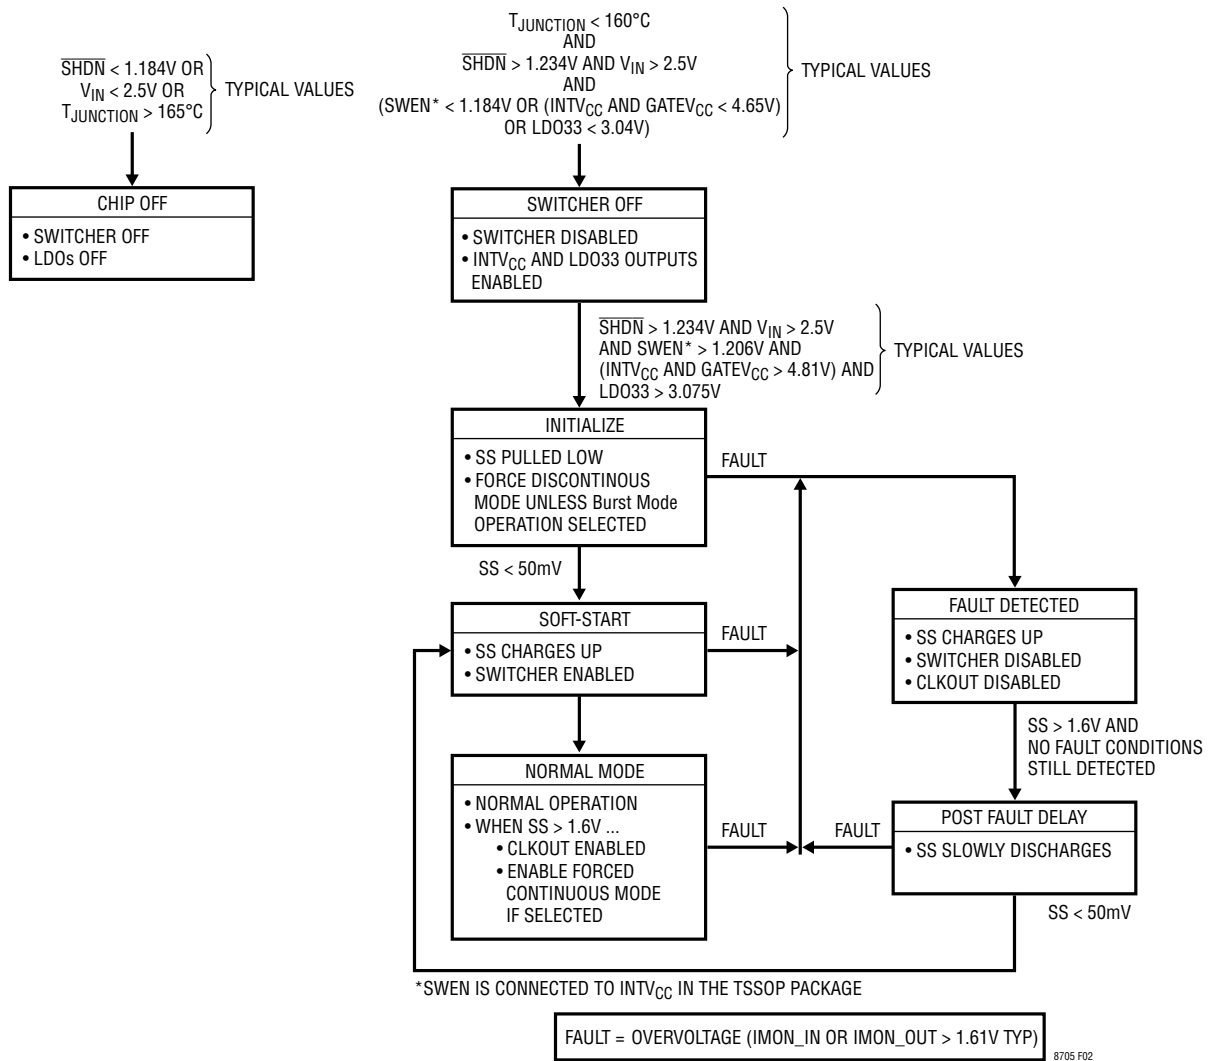 SHDN < 1.184V OR
VIN < 2.5V OR
TJUNCTION > 165°C
TYPICAL VALUES
TJUNCTION < 160°C
AND
SHDN > 1.234V AND VIN > 2.5V
AND
(SWEN* < 1.184V OR (INTVCC AND GATEVCC < 4.65V)
OR LDO33 < 3.04V)
TYPICAL VALUES
CHIP OFF
• SWITCHER OFF
• LDOs OFF
SWITCHER OFF
• SWITCHER DISABLED
• INTVCC AND LDO33 OUTPUTS
ENABLED
SHDN > 1.234V AND VIN > 2.5V
AND SWEN* > 1.206V AND
(INTVCC AND GATEVCC > 4.81V) AND
LDO33 > 3.075V
TYPICAL VALUES
INITIALIZE
• SS PULLED LOW
• FORCE DISCONTINOUS
MODE UNLESS Burst Mode
OPERATION SELECTED
FAULT
SS < 50mV
SOFT-START
• SS CHARGES UP
• SWITCHER ENABLED
FAULT
FAULT DETECTED
• SS CHARGES UP
• SWITCHER DISABLED
• CLKOUT DISABLED
SS > 1.6V AND
NO FAULT CONDITIONS
STILL DETECTED
NORMAL MODE
• NORMAL OPERATION
• WHEN SS > 1.6V ...
• CLKOUT ENABLED
• ENABLE FORCED
CONTINUOUS MODE
IF SELECTED
FAULT
FAULT
POST FAULT DELAY
• SS SLOWLY DISCHARGES
SS < 50mV
*SWEN IS CONNECTED TO INTVCC IN THE TSSOP PACKAGE
FAULT = OVERVOLTAGE (IMON_IN OR IMON_OUT > 1.61V TYP)
8705 F02